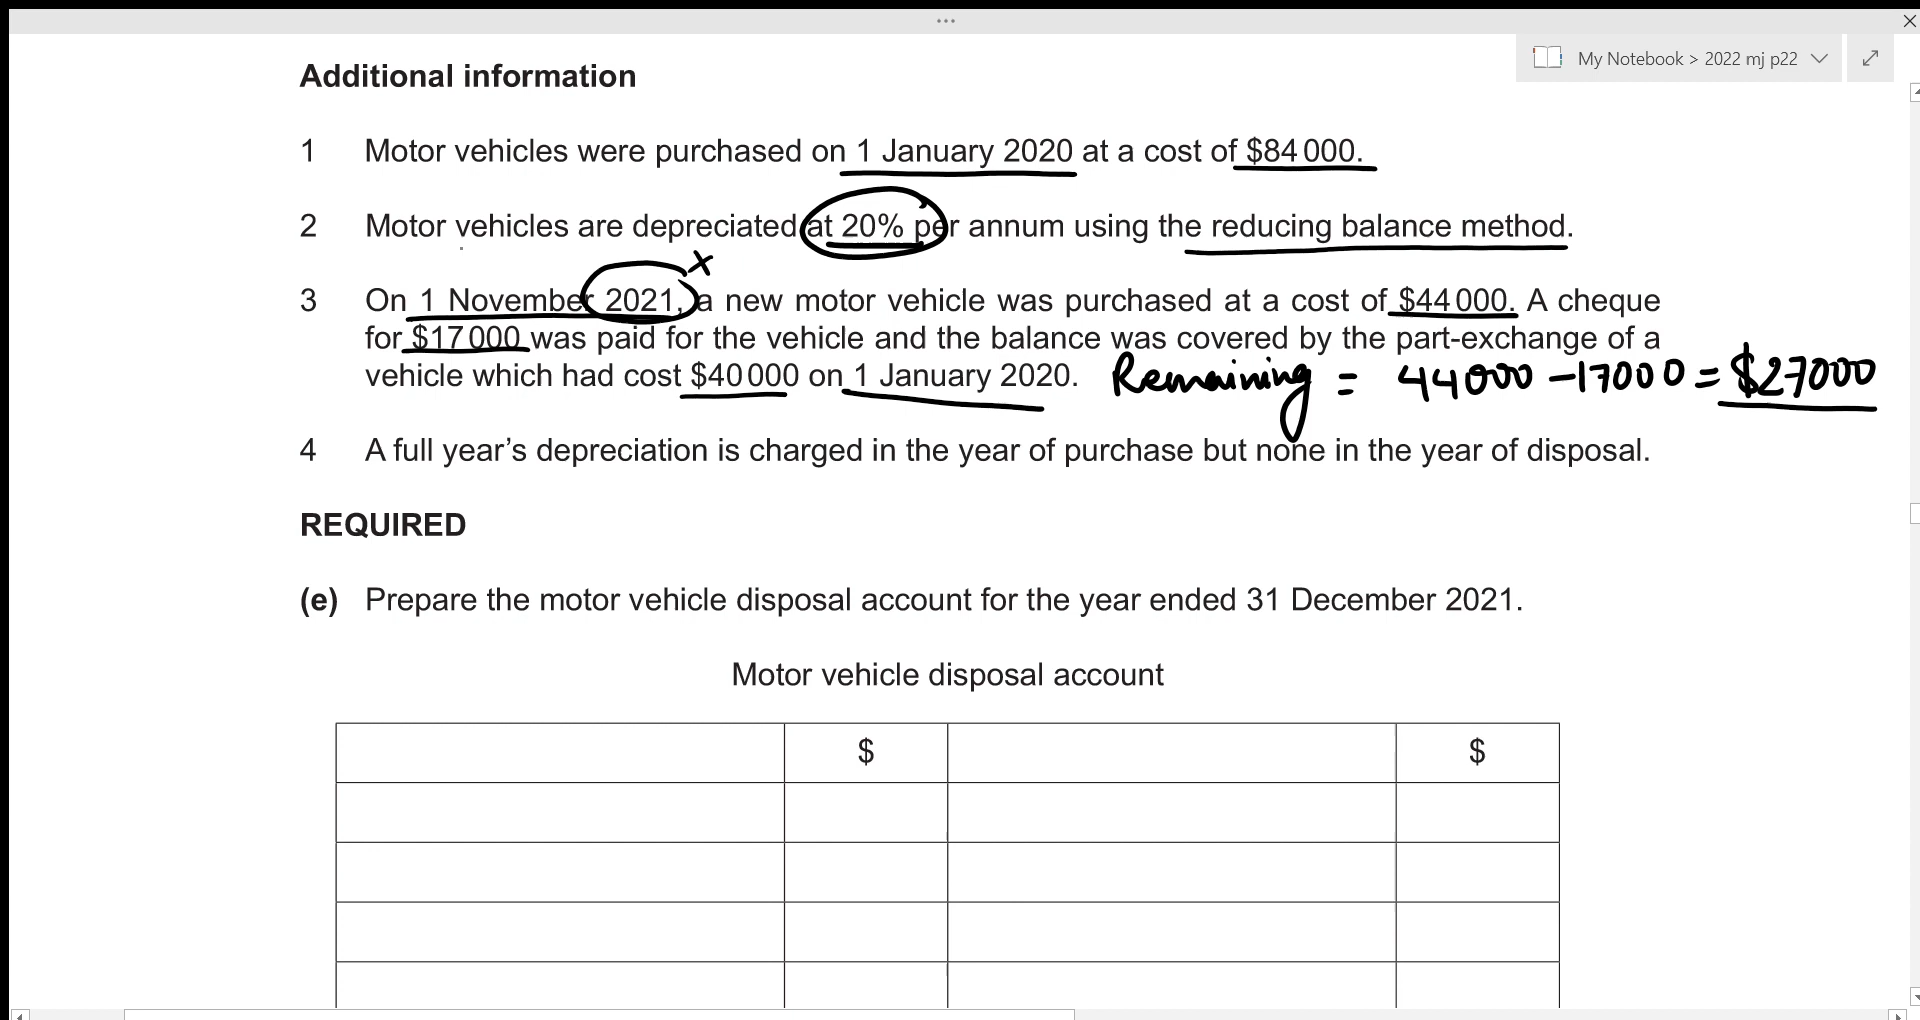 My Notebook > 2022 mj p22
Additional information
1 Motor vehicles were purchased on 1 January 2020 at a cost of $84 000.
2 Motor vehicles are depreciated at 20% per annum using the reducing balance method.
3 On 1 November 2021, a new motor vehicle was purchased at a cost of $44 000. A cheque
for $17 000 was paid for the vehicle and the balance was covered by the part-exchange of a
vehicle which had cost $40 000 on 1 January 2020. Remaining = 44000 – 17000 = $27000
4 A full year’s depreciation is charged in the year of purchase but none in the year of disposal.
REQUIRED
(e) Prepare the motor vehicle disposal account for the year ended 31 December 2021.
Motor vehicle disposal account
$ $